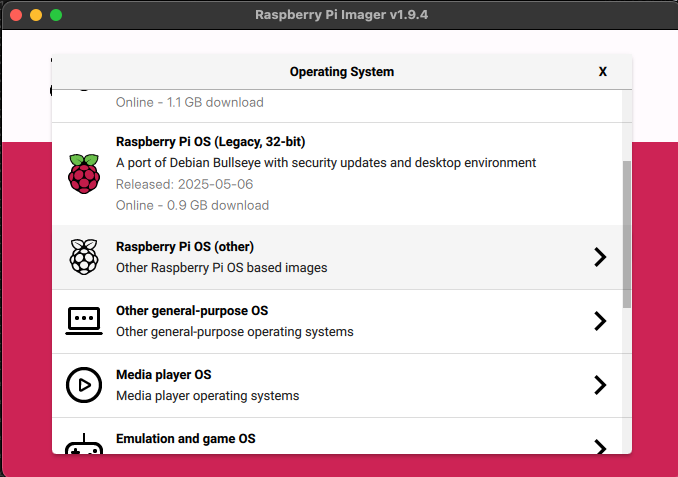 Raspberry Pi Imager v1.9.4
Operating System
X
Online - 1.1 GB download
Raspberry Pi OS (Legacy, 32-bit)
A port of Debian Bullseye with security updates and desktop environment
Released: 2025-05-06
Online - 0.9 GB download
Raspberry Pi OS (other)
Other Raspberry Pi OS based images
Other general-purpose OS
Other general-purpose operating systems
Media player OS
Media player operating systems
Emulation and game OS